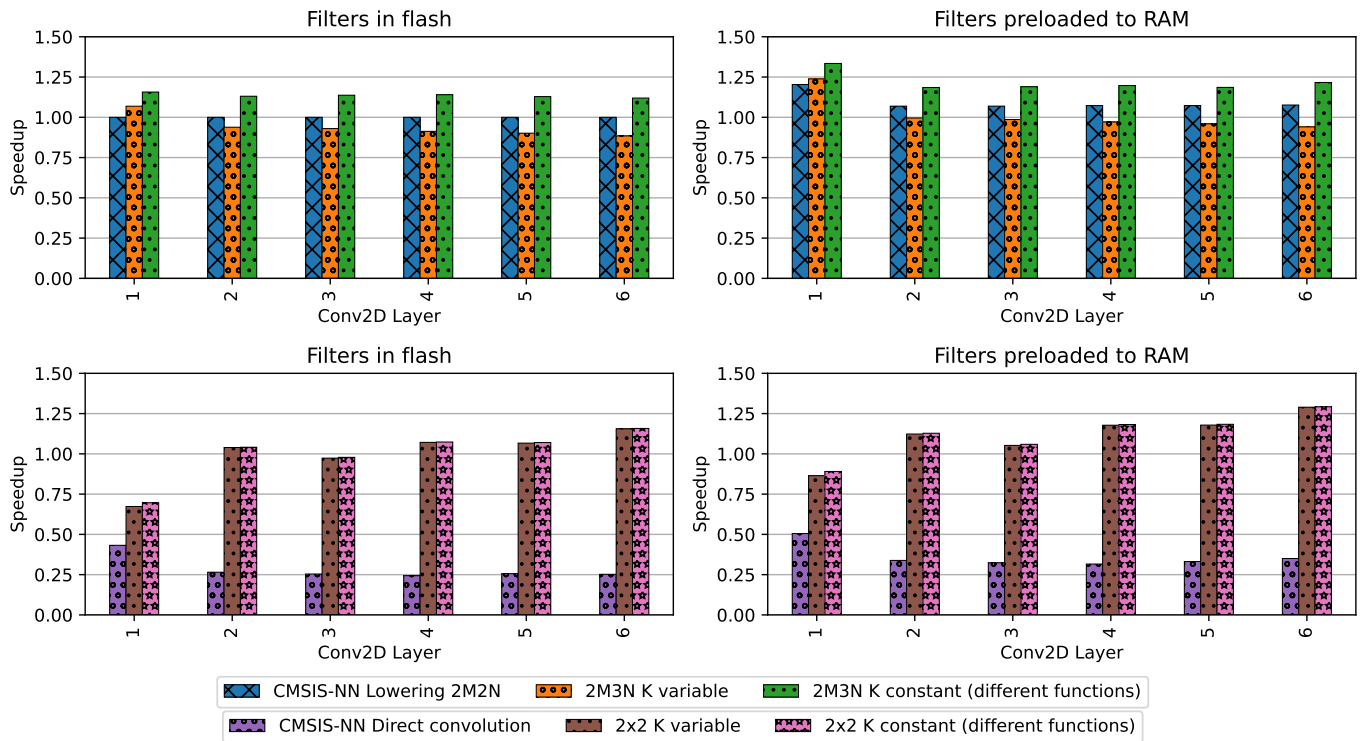 Filters in flash
1.50
1.25
1.00
0.75
0.50
0.25
0.00
Speedup
1 2 3 4 5 6
Conv2D Layer
Filters preloaded to RAM
1.50
1.25
1.00
0.75
0.50
0.25
0.00
Speedup
1 2 3 4 5 6
Conv2D Layer
Filters in flash
1.50
1.25
1.00
0.75
0.50
0.25
0.00
Speedup
1 2 3 4 5 6
Conv2D Layer
Filters preloaded to RAM
1.50
1.25
1.00
0.75
0.50
0.25
0.00
Speedup
1 2 3 4 5 6
Conv2D Layer
CMSIS-NN Lowering 2M2N 2M3N K variable 2M3N K constant (different functions)
CMSIS-NN Direct convolution 2x2 K variable 2x2 K constant (different functions)